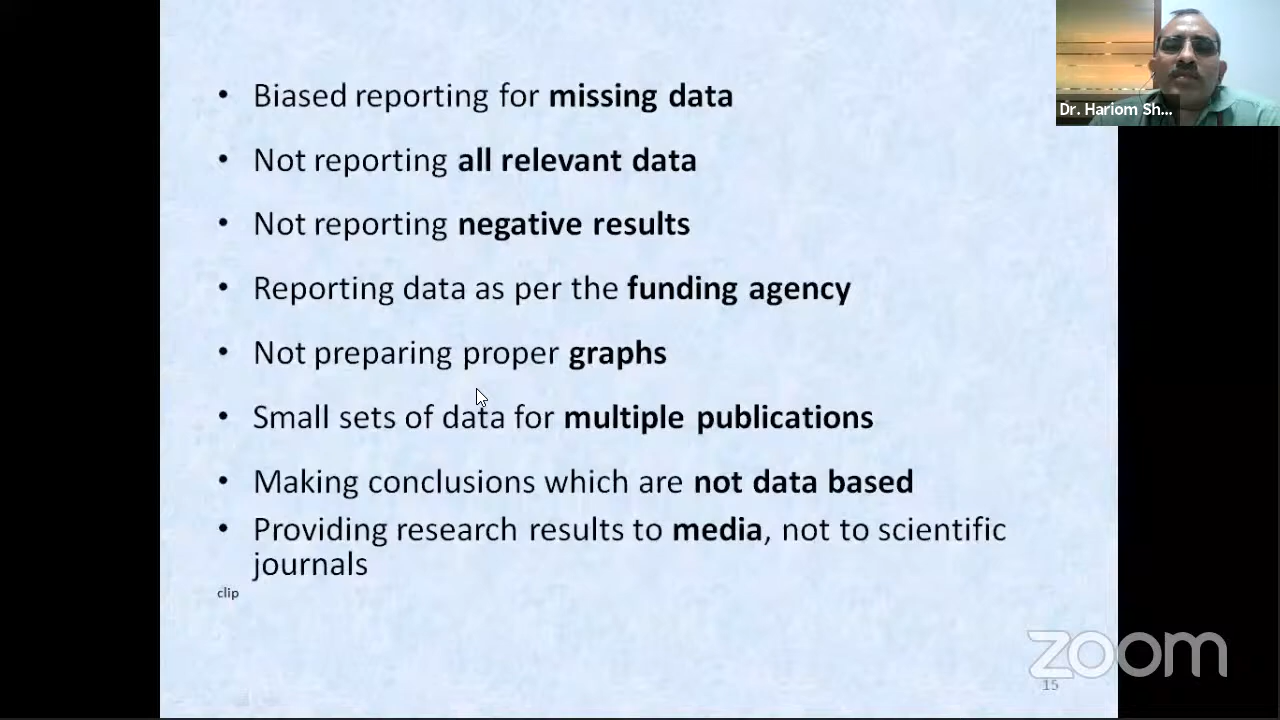 Dr. Hariom Sh...
• Biased reporting for missing data
• Not reporting all relevant data
• Not reporting negative results
• Reporting data as per the funding agency
• Not preparing proper graphs
• Small sets of data for multiple publications
• Making conclusions which are not data based
• Providing research results to media, not to scientific
journals
clip
zoom
15